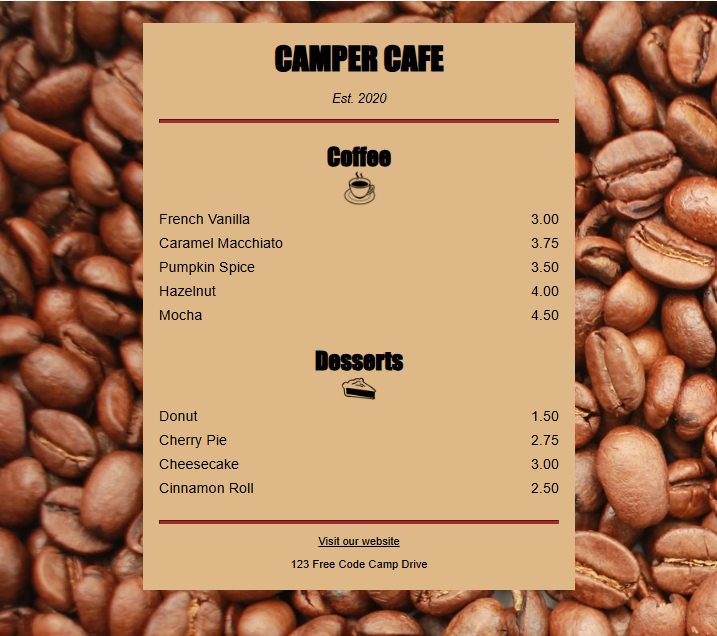 CAMPER CAFE
Est. 2020
Coffee
French Vanilla 3.00
Caramel Macchiato 3.75
Pumpkin Spice 3.50
Hazelnut 4.00
Mocha 4.50
Desserts
Donut 1.50
Cherry Pie 2.75
Cheesecake 3.00
Cinnamon Roll 2.50
Visit our website
123 Free Code Camp Drive